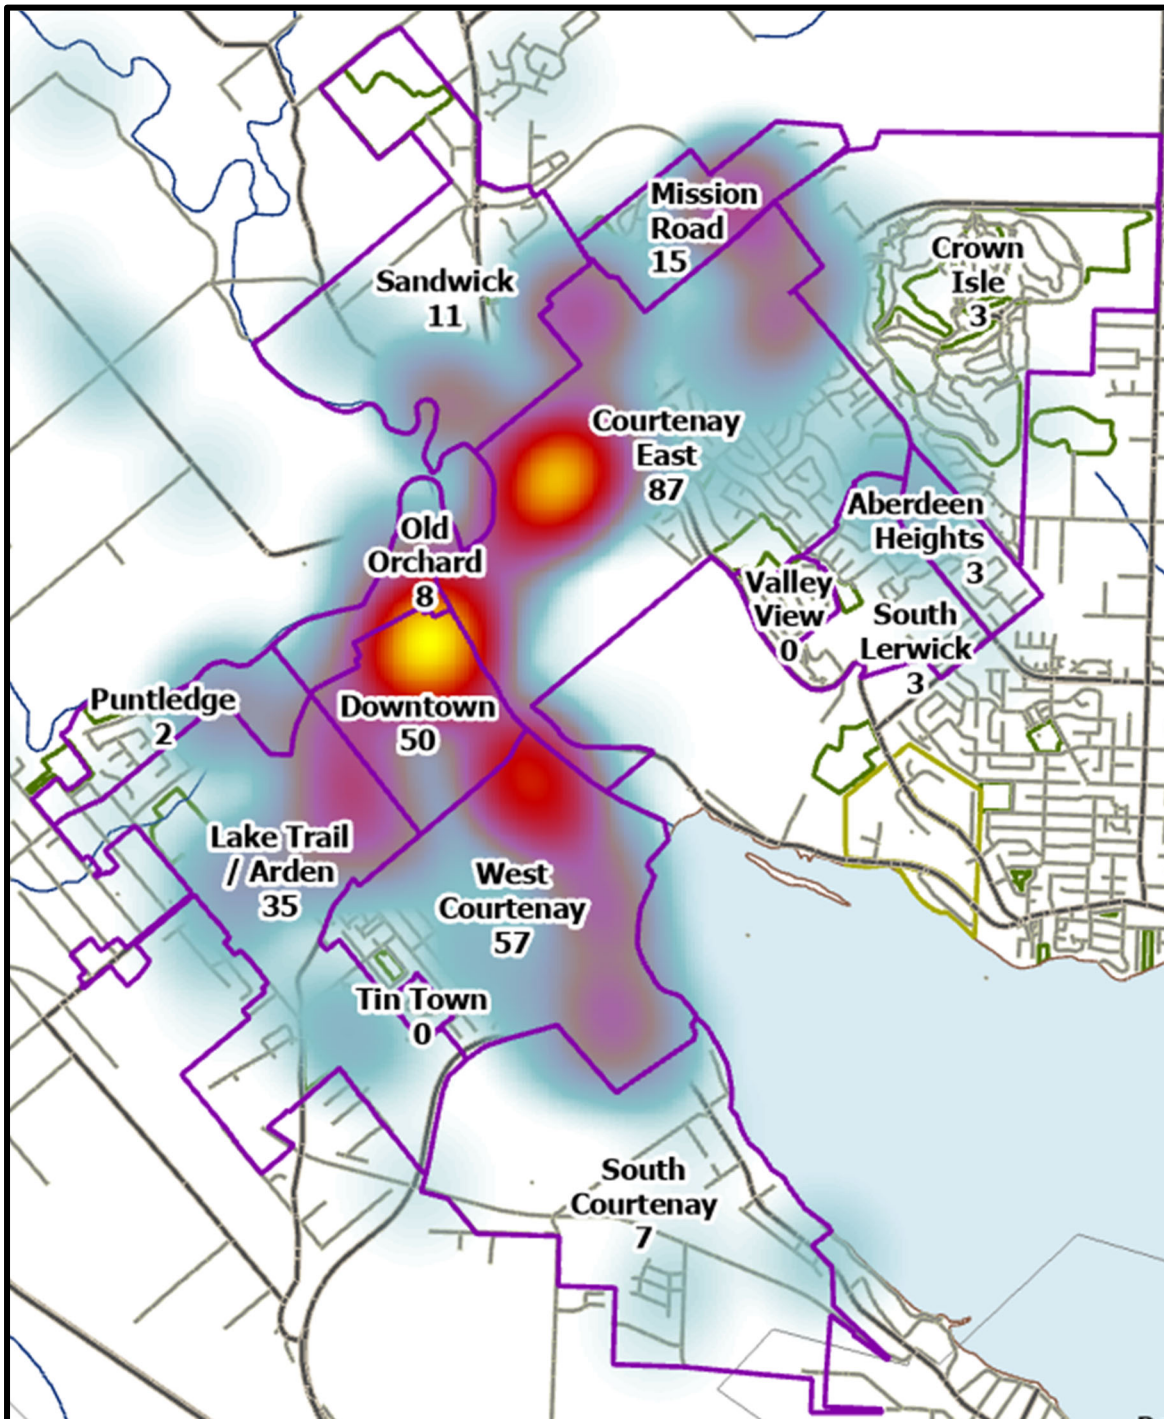 Mission
Road
15
Crown
Isle
3
Sandwick
11
Courtenay
East
87
Aberdeen
Heights
3
Old
Orchard
8
Valley
View
0
South
Lerwick
3
Puntledge
2
Downtown
50
Lake Trail
/ Arden
35
West
Courtenay
57
Tin Town
0
South
Courtenay
7